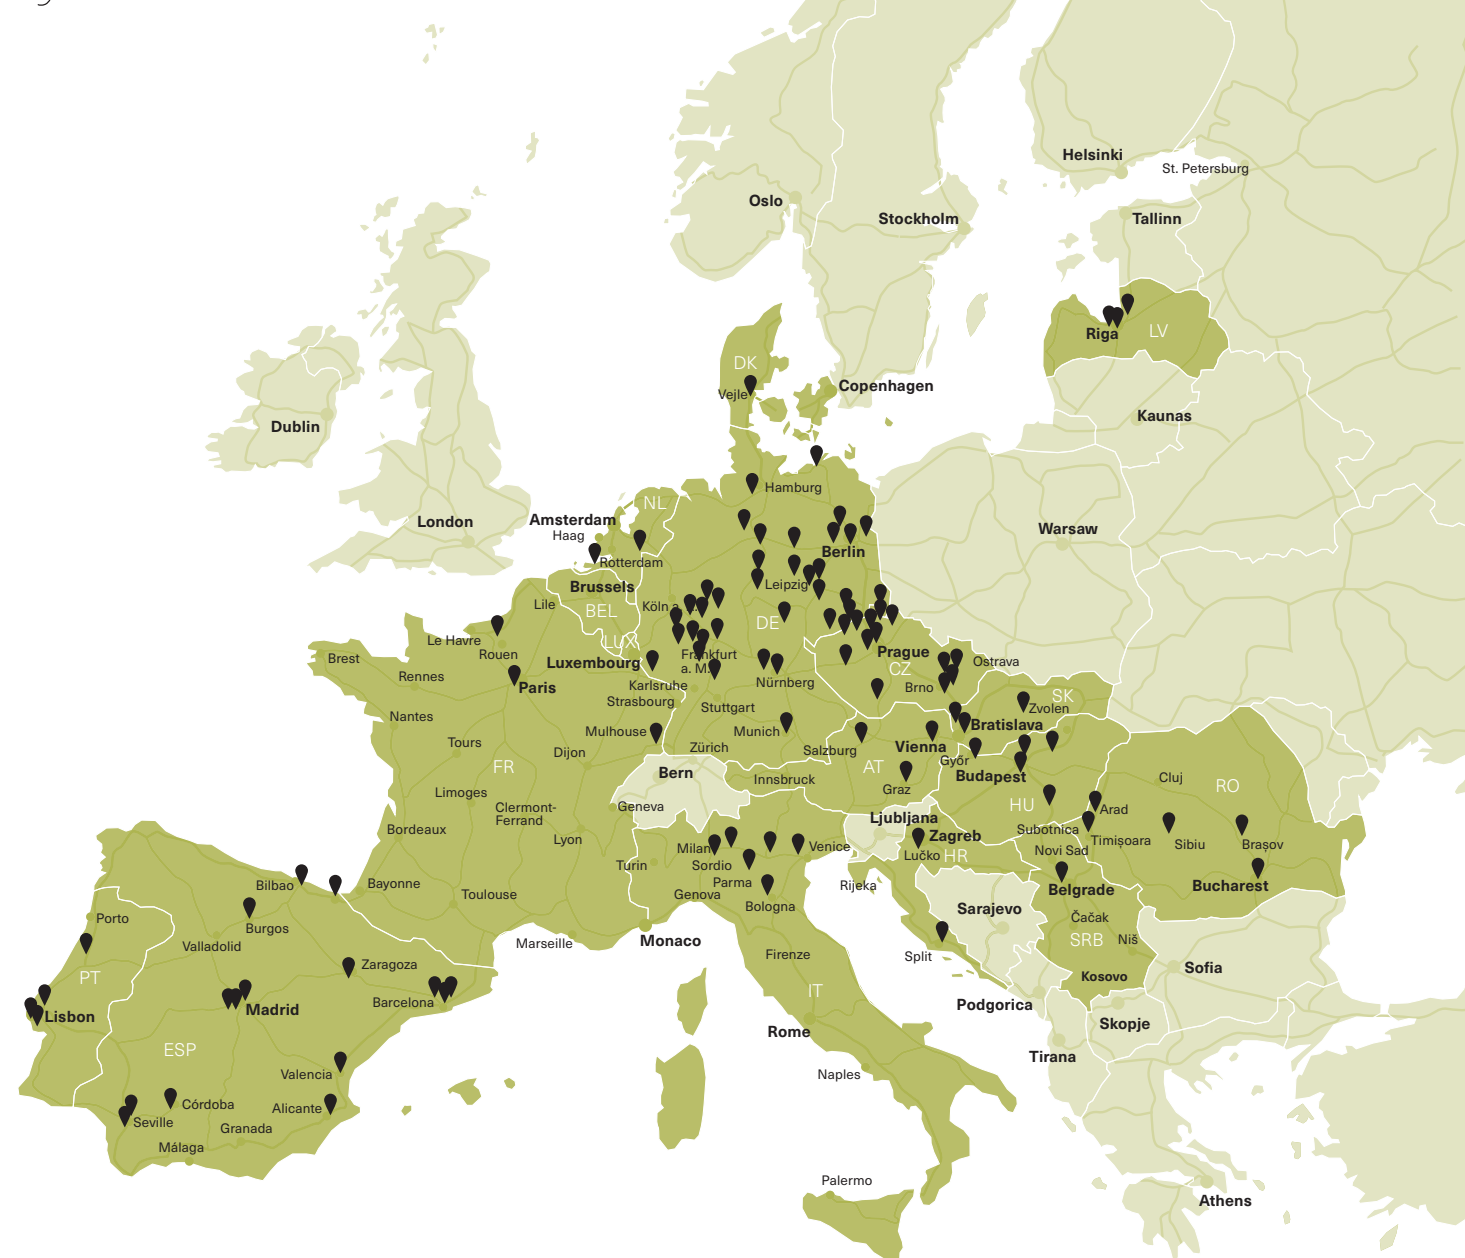 Helsinki
St. Petersburg
Oslo
Stockholm
Tallinn
Riga
LV
DK
Vejle
Copenhagen
Kaunas
Dublin
Hamburg
NL
London
Amsterdam
Haag
Rotterdam
Warsaw
Berlin
Brussels
Leipzig
Lile
BEL
Köln a.
DE
Le Havre
LUX
Rouen
Luxembourg
Frankfurt
a. M.
Prague
CZ
Ostrava
Brest
Rennes
Paris
Karlsruhe
Strasbourg
Nürnberg
Brno
SK
Zvolen
Nantes
Stuttgart
Bratislava
Mulhouse
Munich
Tours
Dijon
Zürich
Salzburg
Vienna
Győr
FR
Bern
Innsbruck
AT
Budapest
Cluj
RO
Graz
Limoges
Clermont-
Ferrand
Geneva
HU
Arad
Bordeaux
Lyon
Ljubljana
Zagreb
Subotnica
Timișoara
Sibiu
Brașov
Milan
Venice
Lučko
HR
Novi Sad
Turin
Sordio
Parma
Bilbao
Bayonne
Toulouse
Genova
Bologna
Rijeka
Belgrade
Bucharest
Porto
Burgos
Sarajevo
Čačak
Valladolid
Marseille
Monaco
Firenze
Split
SRB
Niš
PT
Zaragoza
Kosovo
Sofia
Barcelona
IT
Podgorica
Lisbon
Madrid
Rome
Skopje
ESP
Tirana
Valencia
Naples
Córdoba
Alicante
Seville
Granada
Málaga
Palermo
Athens